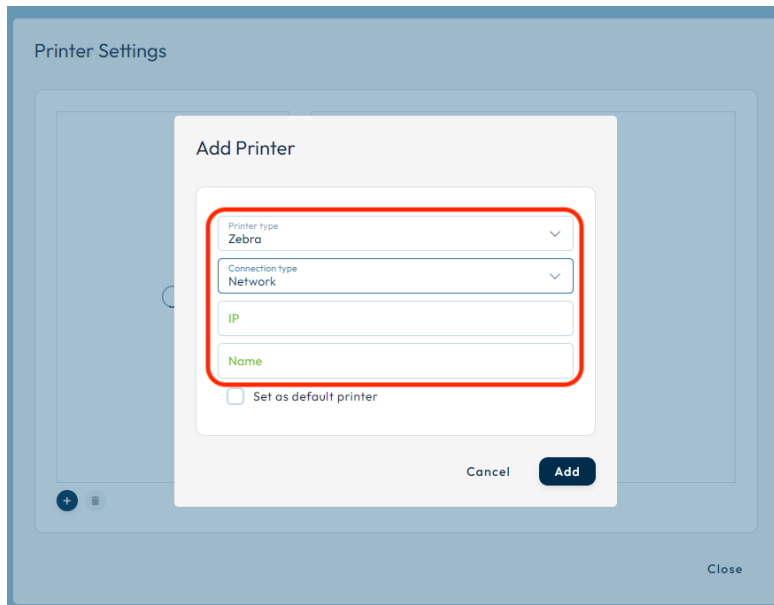 Printer Settings
Add Printer
Printer type
Zebra
Connection type
Network
IP
Name
Set as default printer
Cancel
Add
Close